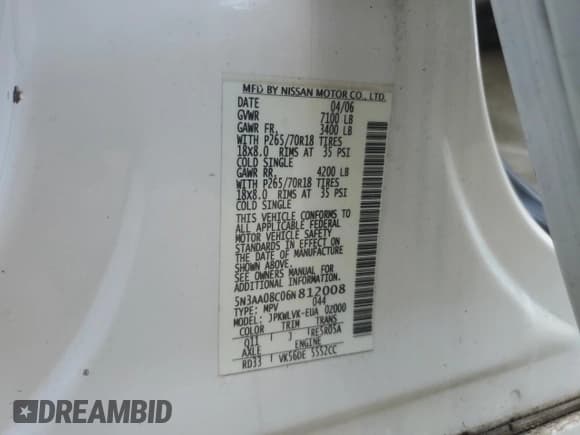 MFD BY NISSAN MOTOR CO., LTD.
DATE 04/06
GVWR 7100 LB
GAWR FR. 3400 LB
WITH P265/70R18 TIRES
18X8.0 RIMS AT 35 PSI
COLD SINGLE
GAWR RR. 4200 LB
WITH P265/70R18 TIRES
18X8.0 RIMS AT 35 PSI
COLD SINGLE
THIS VEHICLE CONFORMS TO
ALL APPLICABLE FEDERAL
MOTOR VEHICLE SAFETY
STANDARDS IN EFFECT ON
THE DATE OF MANUFACTURE
SHOWN ABOVE.
SEE OWNERS MANUAL FOR
ADDITIONAL INFORMATION.
5N3AA08C06N812008
TYPE: MPV 044
MODEL: JPKWLVK-EUA 02000
COLOR TRIM TRANS
Q11 J RE5R05A
AXLE ENGINE
RD33 VK56DE 5552CC
DREAMBID